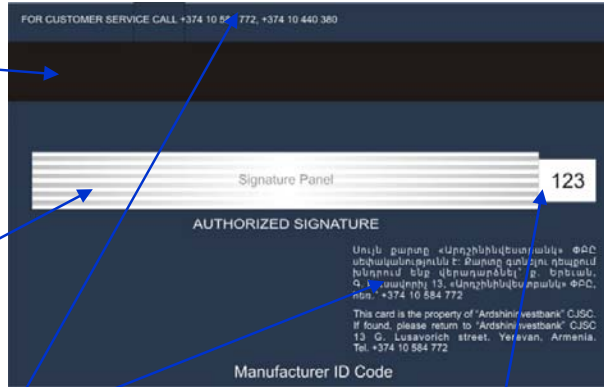 FOR CUSTOMER SERVICE CALL +374 10 584 772, +374 10 440 380
Signature Panel
123
AUTHORIZED SIGNATURE
Սույն քարտը «Արդշինինվեստբանկ» ՓԲԸ
սեփականությունն է: Քարտը գտնելու դեպքում
խնդրում ենք վերադարձնել՝ ք. Երևան,
Գ. Լուսավորիչ 13, «Արդշինինվեստբանկ» ՓԲԸ,
հեռ.՝ +374 10 584 772
This card is the property of "Ardshininvestbank" CJSC.
If found, please return to "Ardshininvestbank" CJSC
13 G. Lusavorich street, Yerevan, Armenia.
Tel. +374 10 584 772
Manufacturer ID Code